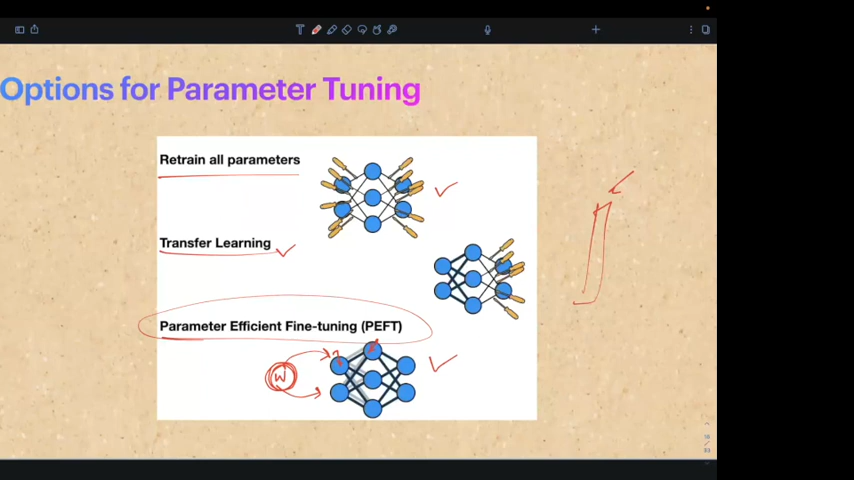 Options for Parameter Tuning
Retrain all parameters
Transfer Learning
Parameter Efficient Fine-tuning (PEFT)
W